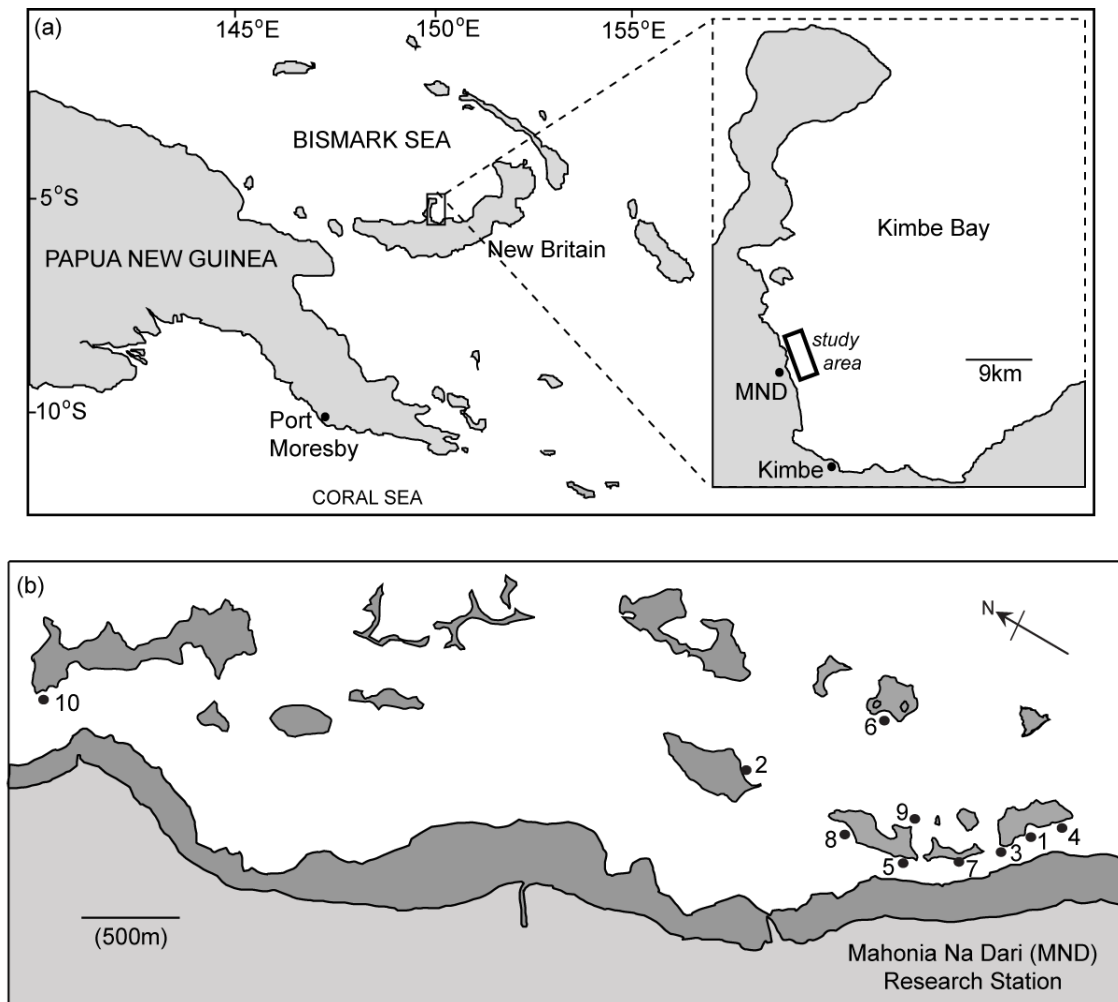 (a)
145°E
150°E
155°E
BISMARK SEA
5°S
PAPUA NEW GUINEA
New Britain
10°S
Port
Moresby
CORAL SEA
Kimbe Bay
study
area
9km
MND
Kimbe
(b)
N
10
2
6
9
8
5
7
3
1
4
(500m)
Mahonia Na Dari (MND)
Research Station